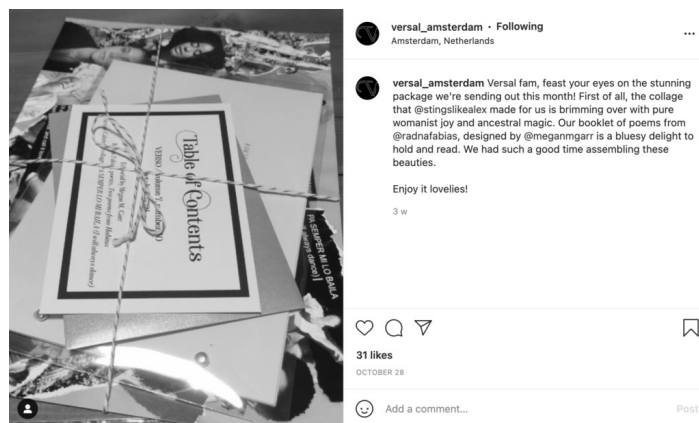 Table of Contents
PA SEMPER MI LO BAILA
always dance)]
versal_amsterdam • Following
Amsterdam, Netherlands
versal_amsterdam Versal fam, feast your eyes on the stunning
package we're sending out this month! First of all, the collage
that @stingslikealex made for us is brimming over with pure
womanist joy and ancestral magic. Our booklet of poems from
@radnafabias, designed by @meganmgarr is a bluesy delight to
hold and read. We had such a good time assembling these
beauties.
Enjoy it lovelies!
3 w
31 likes
OCTOBER 28
Add a comment...
Post